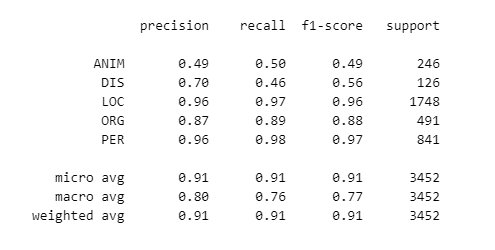 precision recall f1-score support
ANIM 0.49 0.50 0.49 246
DIS 0.70 0.46 0.56 126
LOC 0.96 0.97 0.96 1748
ORG 0.87 0.89 0.88 491
PER 0.96 0.98 0.97 841
micro avg 0.91 0.91 0.91 3452
macro avg 0.80 0.76 0.77 3452
weighted avg 0.91 0.91 0.91 3452